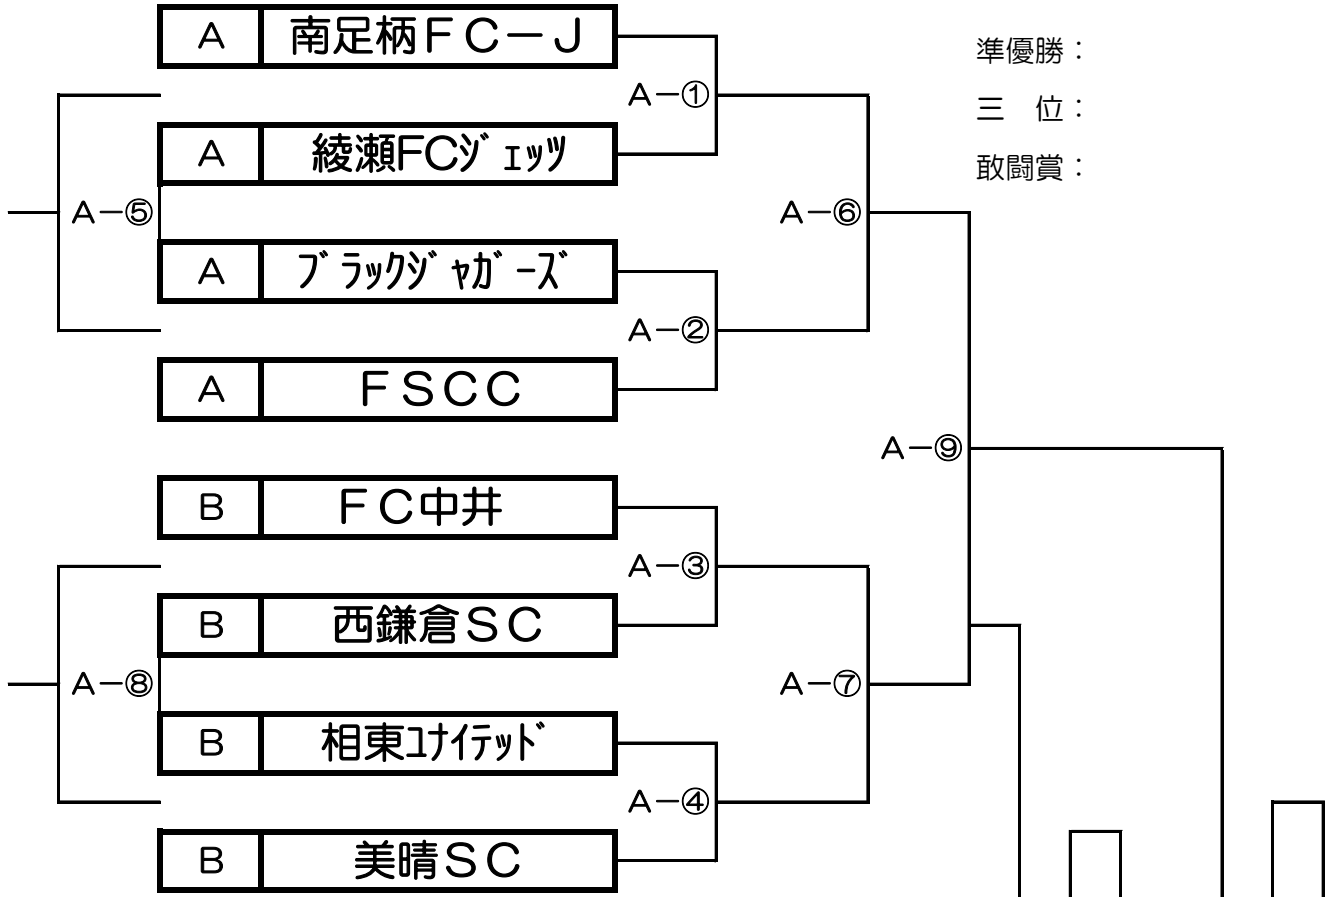 A 南足柄ＦＣ－Ｊ
準優勝：
A－①
三　位：
A 綾瀬FCｼﾞｪｯﾂ
敢闘賞：
A－⑤
A－⑥
A ﾌﾞﾗｯｸｼﾞｬｶﾞｰｽﾞ
A－②
A ＦＳＣＣ
A－⑨
B ＦＣ中井
A－③
B 西鎌倉ＳＣ
A－⑧
A－⑦
B 相東ﾕﾅｲﾃｯﾄﾞ
A－④
B 美晴ＳＣ